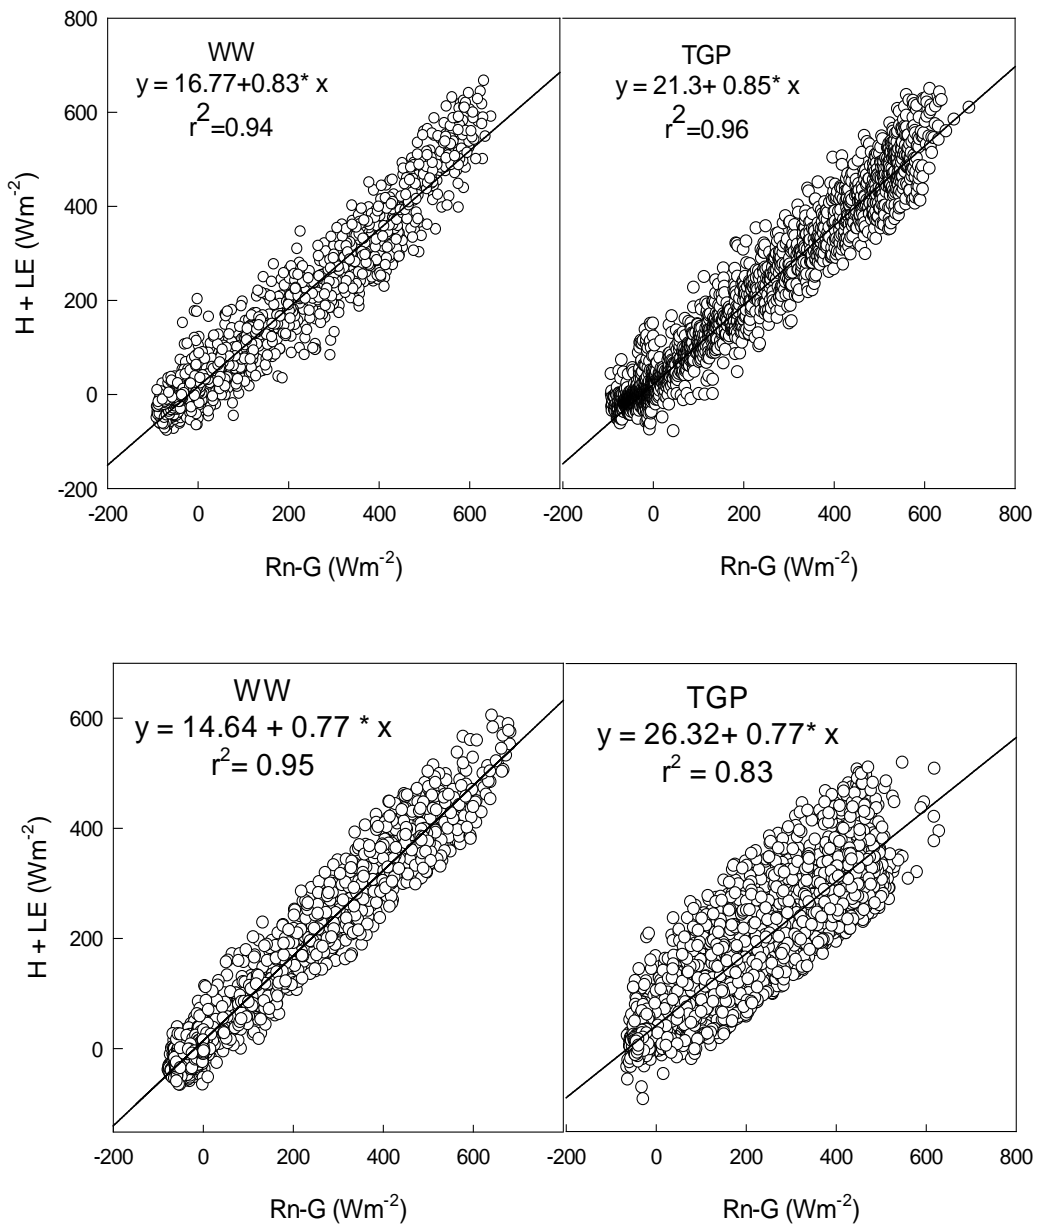 800
WW
y = 16.77+0.83* x
r²=0.94
TGP
y = 21.3+ 0.85* x
r²=0.96
600
400
200
0
-200
H + LE (Wm⁻²)
-200 0 200 400 600 -200 0 200 400 600 800
Rn-G (Wm⁻²) Rn-G (Wm⁻²)
WW
y = 14.64 + 0.77 * x
r²= 0.95
TGP
y = 26.32+ 0.77* x
r² = 0.83
600
400
200
0
H + LE (Wm⁻²)
-200 0 200 400 600 -200 0 200 400 600 800
Rn-G (Wm⁻²) Rn-G (Wm⁻²)